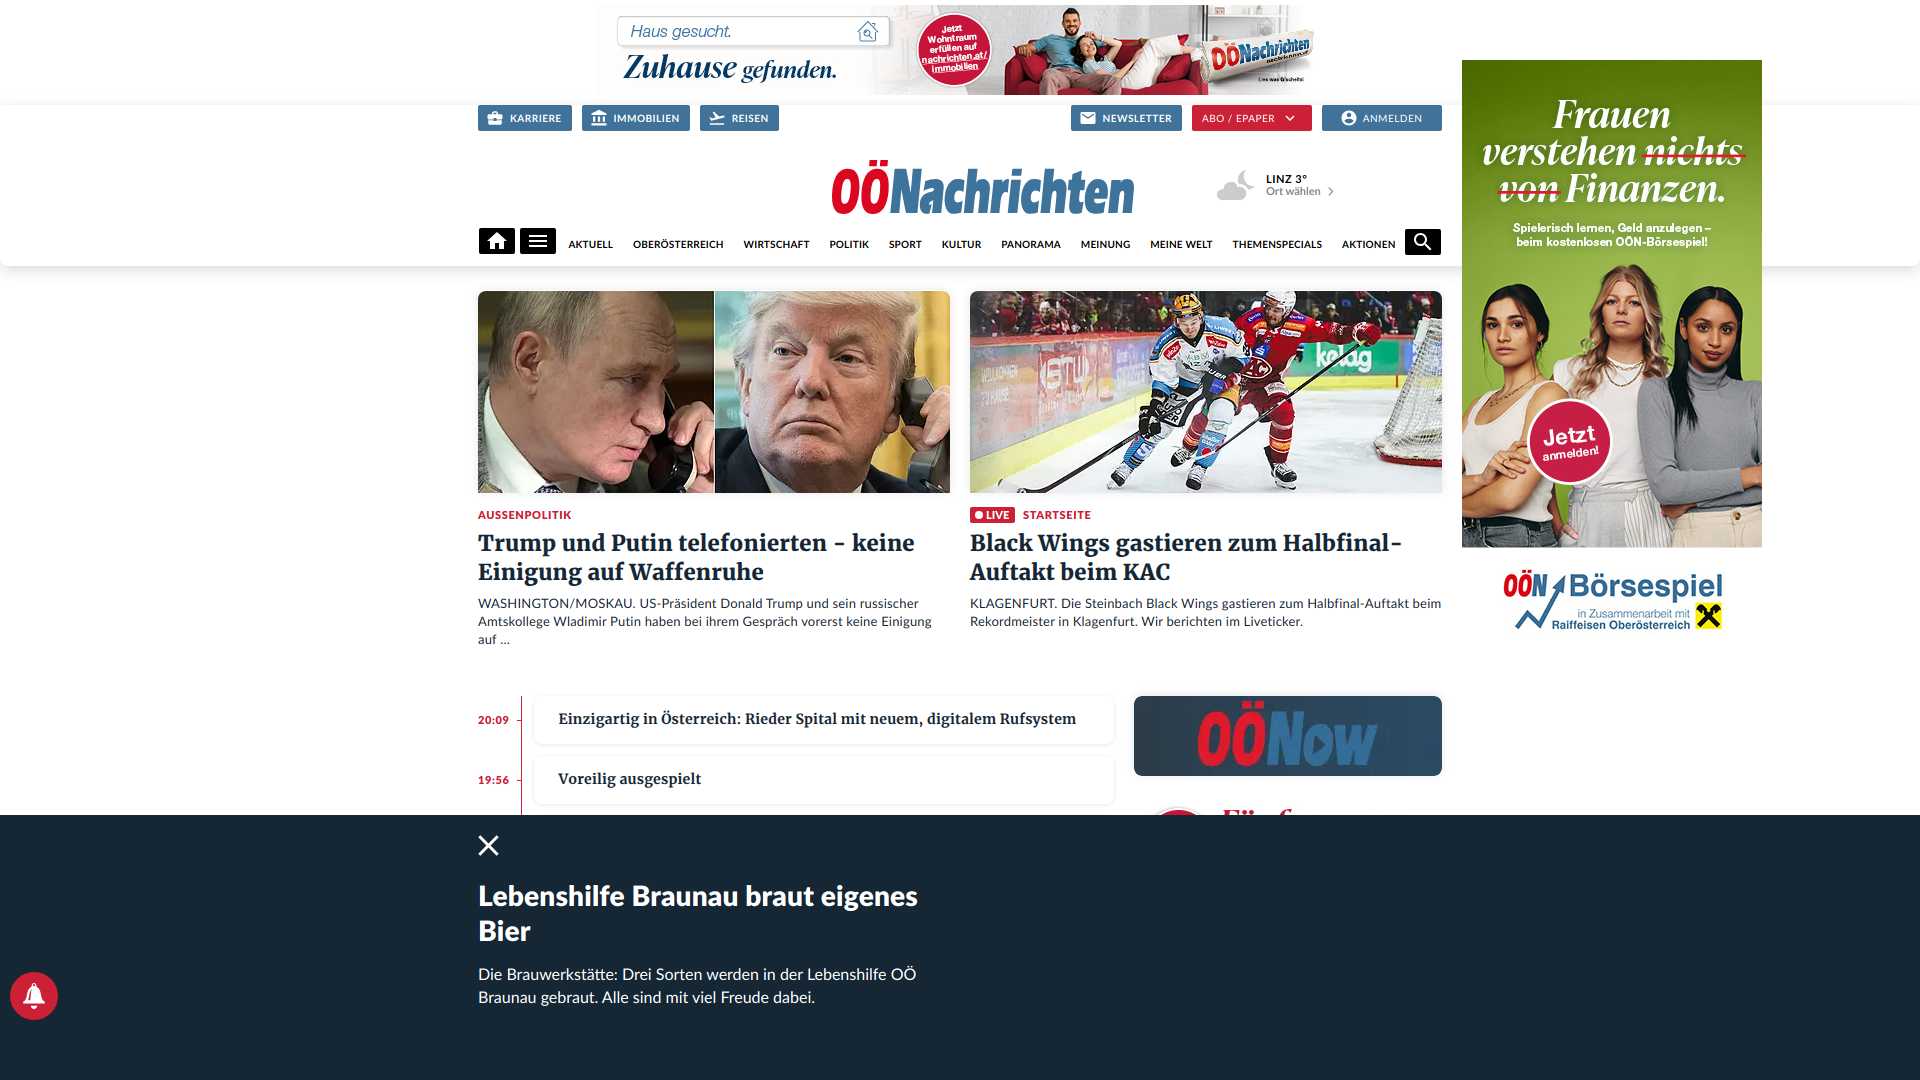 Haus gesucht.
Zuhause gefunden.
Jetzt
Wohntraum
erfüllen auf
nachrichten.at/
immobilien
OÖNachrichten
Lies was G'scheits!
KARRIERE
IMMOBILIEN
REISEN
NEWSLETTER
ABO / EPAPER
ANMELDEN
OÖNachrichten
LINZ 3°
Ort wählen
AKTUELL
OBERÖSTERREICH
WIRTSCHAFT
POLITIK
SPORT
KULTUR
PANORAMA
MEINUNG
MEINE WELT
THEMENSPECIALS
AKTIONEN
Frauen
verstehen nichts
von Finanzen.
Spielerisch lernen, Geld anzulegen –
beim kostenlosen OÖN-Börsespiel!
Jetzt
anmelden!
OÖN Börsespiel
in Zusammenarbeit mit
Raiffeisen Oberösterreich
kelag
AUSSENPOLITIK
Trump und Putin telefonierten - keine
Einigung auf Waffenruhe
WASHINGTON/MOSKAU. US-Präsident Donald Trump und sein russischer
Amtskollege Wladimir Putin haben bei ihrem Gespräch vorerst keine Einigung
auf ...
LIVE STARTSEITE
Black Wings gastieren zum Halbfinal-
Auftakt beim KAC
KLAGENFURT. Die Steinbach Black Wings gastieren zum Halbfinal-Auftakt beim
Rekordmeister in Klagenfurt. Wir berichten im Liveticker.
20:09
Einzigartig in Österreich: Rieder Spital mit neuem, digitalem Rufsystem
19:56
Voreilig ausgespielt
OÖNow
Lebenshilfe Braunau braut eigenes
Bier
Die Brauwerkstätte: Drei Sorten werden in der Lebenshilfe OÖ
Braunau gebraut. Alle sind mit viel Freude dabei.